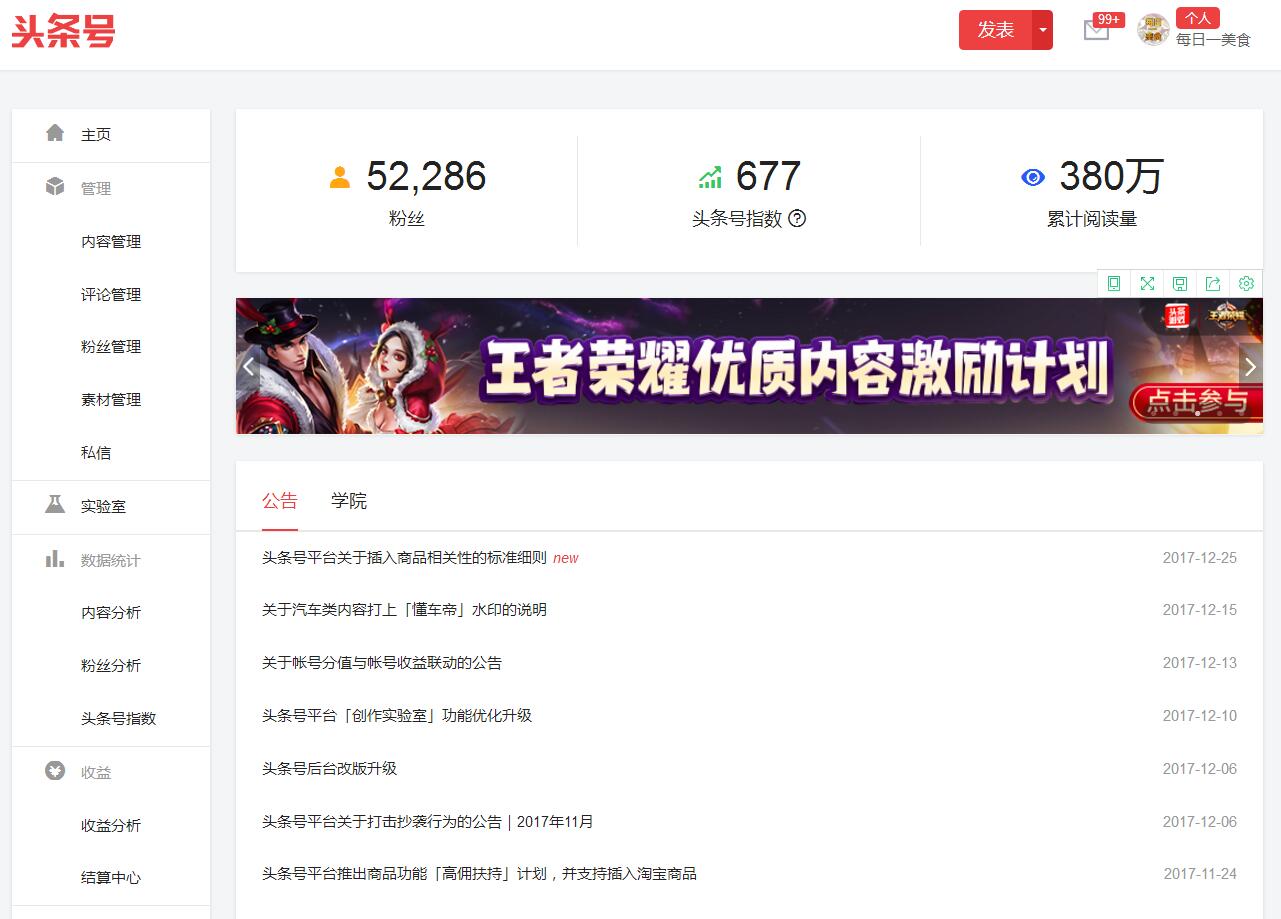 头条号
发表
99+
个人
每日一美食
主页
管理
内容管理
评论管理
粉丝管理
素材管理
私信
实验室
数据统计
内容分析
粉丝分析
头条号指数
收益
收益分析
结算中心
52,286
粉丝
677
头条号指数
380万
累计阅读量
王者荣耀优质内容激励计划
王者荣耀
点击参与
公告
学院
头条号平台关于插入商品相关性的标准细则 new
2017-12-25
关于汽车类内容打上「懂车帝」水印的说明
2017-12-15
关于帐号分值与帐号收益联动的公告
2017-12-13
头条号平台「创作实验室」功能优化升级
2017-12-10
头条号后台改版升级
2017-12-06
头条号平台关于打击抄袭行为的公告 | 2017年11月
2017-12-06
头条号平台推出商品功能「高佣扶持」计划，并支持插入淘宝商品
2017-11-24